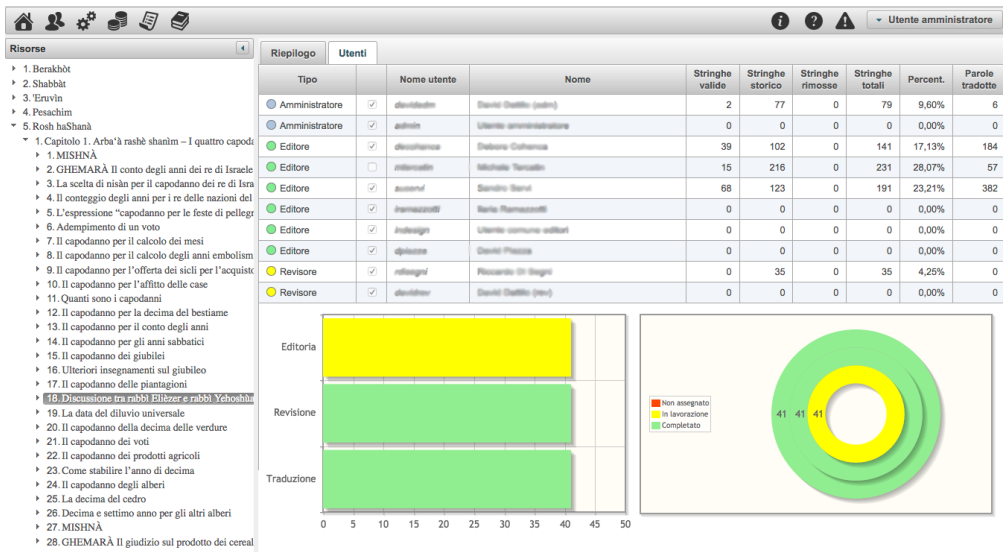 Utente amministratore
Risorse
Riepilogo Utenti
1. Berakhòt
2. Shabbàt
3. 'Eruvìn
4. Pesachim
5. Rosh haShanà
1. Capitolo 1. Arba‘à rashè shanìm – I quattro capoda
1. MISHNÀ
2. GHEMARÀ Il conto degli anni dei re di Israele
3. La scelta di nisàn per il capodanno dei re di Isra
4. Il conteggio degli anni per i re delle nazioni del
5. L’espressione “capodanno per le feste di pellegr
6. Adempimento di un voto
7. Il capodanno per il calcolo dei mesi
8. Il capodanno per il calcolo degli anni embolism
9. Il capodanno per l’offerta dei sicli per l’acquisto
10. Il capodanno per l’affitto delle case
11. Quanti sono i capodanni
12. Il capodanno per la decima del bestiame
13. Il capodanno per il conto degli anni
14. Il capodanno per gli anni sabbatici
15. Il capodanno dei giubilei
16. Ulteriori insegnamenti sul giubileo
17. Il capodanno delle piantagioni
18. Discussione tra rabbì Elièzer e rabbì Yehoshùa
19. La data del diluvio universale
20. Il capodanno della decima delle verdure
21. Il capodanno dei voti
22. Il capodanno dei prodotti agricoli
23. Come stabilire l’anno di decima
24. Il capodanno degli alberi
25. La decima del cedro
26. Decima e settimo anno per gli altri alberi
27. MISHNÀ
28. GHEMARÀ Il giudizio sul prodotto dei cereal
Tipo Nome utente Nome Stringhe valide Stringhe storico Stringhe rimosse Stringhe totali Percent. Parole tradotte
Amministratore 2 77 0 79 9,60% 6
Amministratore admin Utente amministratore 0 0 0 0 0,00% 0
Editore 39 102 0 141 17,13% 184
Editore 15 216 0 231 28,07% 57
Editore 68 123 0 191 23,21% 382
Editore 0 0 0 0 0,00% 0
Editore indesign Utente comune editori 0 0 0 0 0,00% 0
Editore 0 0 0 0 0,00% 0
Revisore 0 35 0 35 4,25% 0
Revisore 0 0 0 0 0,00% 0
Editoria
Revisione
Traduzione
0 5 10 15 20 25 30 35 40 45 50
Non assegnato
In lavorazione
Completato
41 41 41